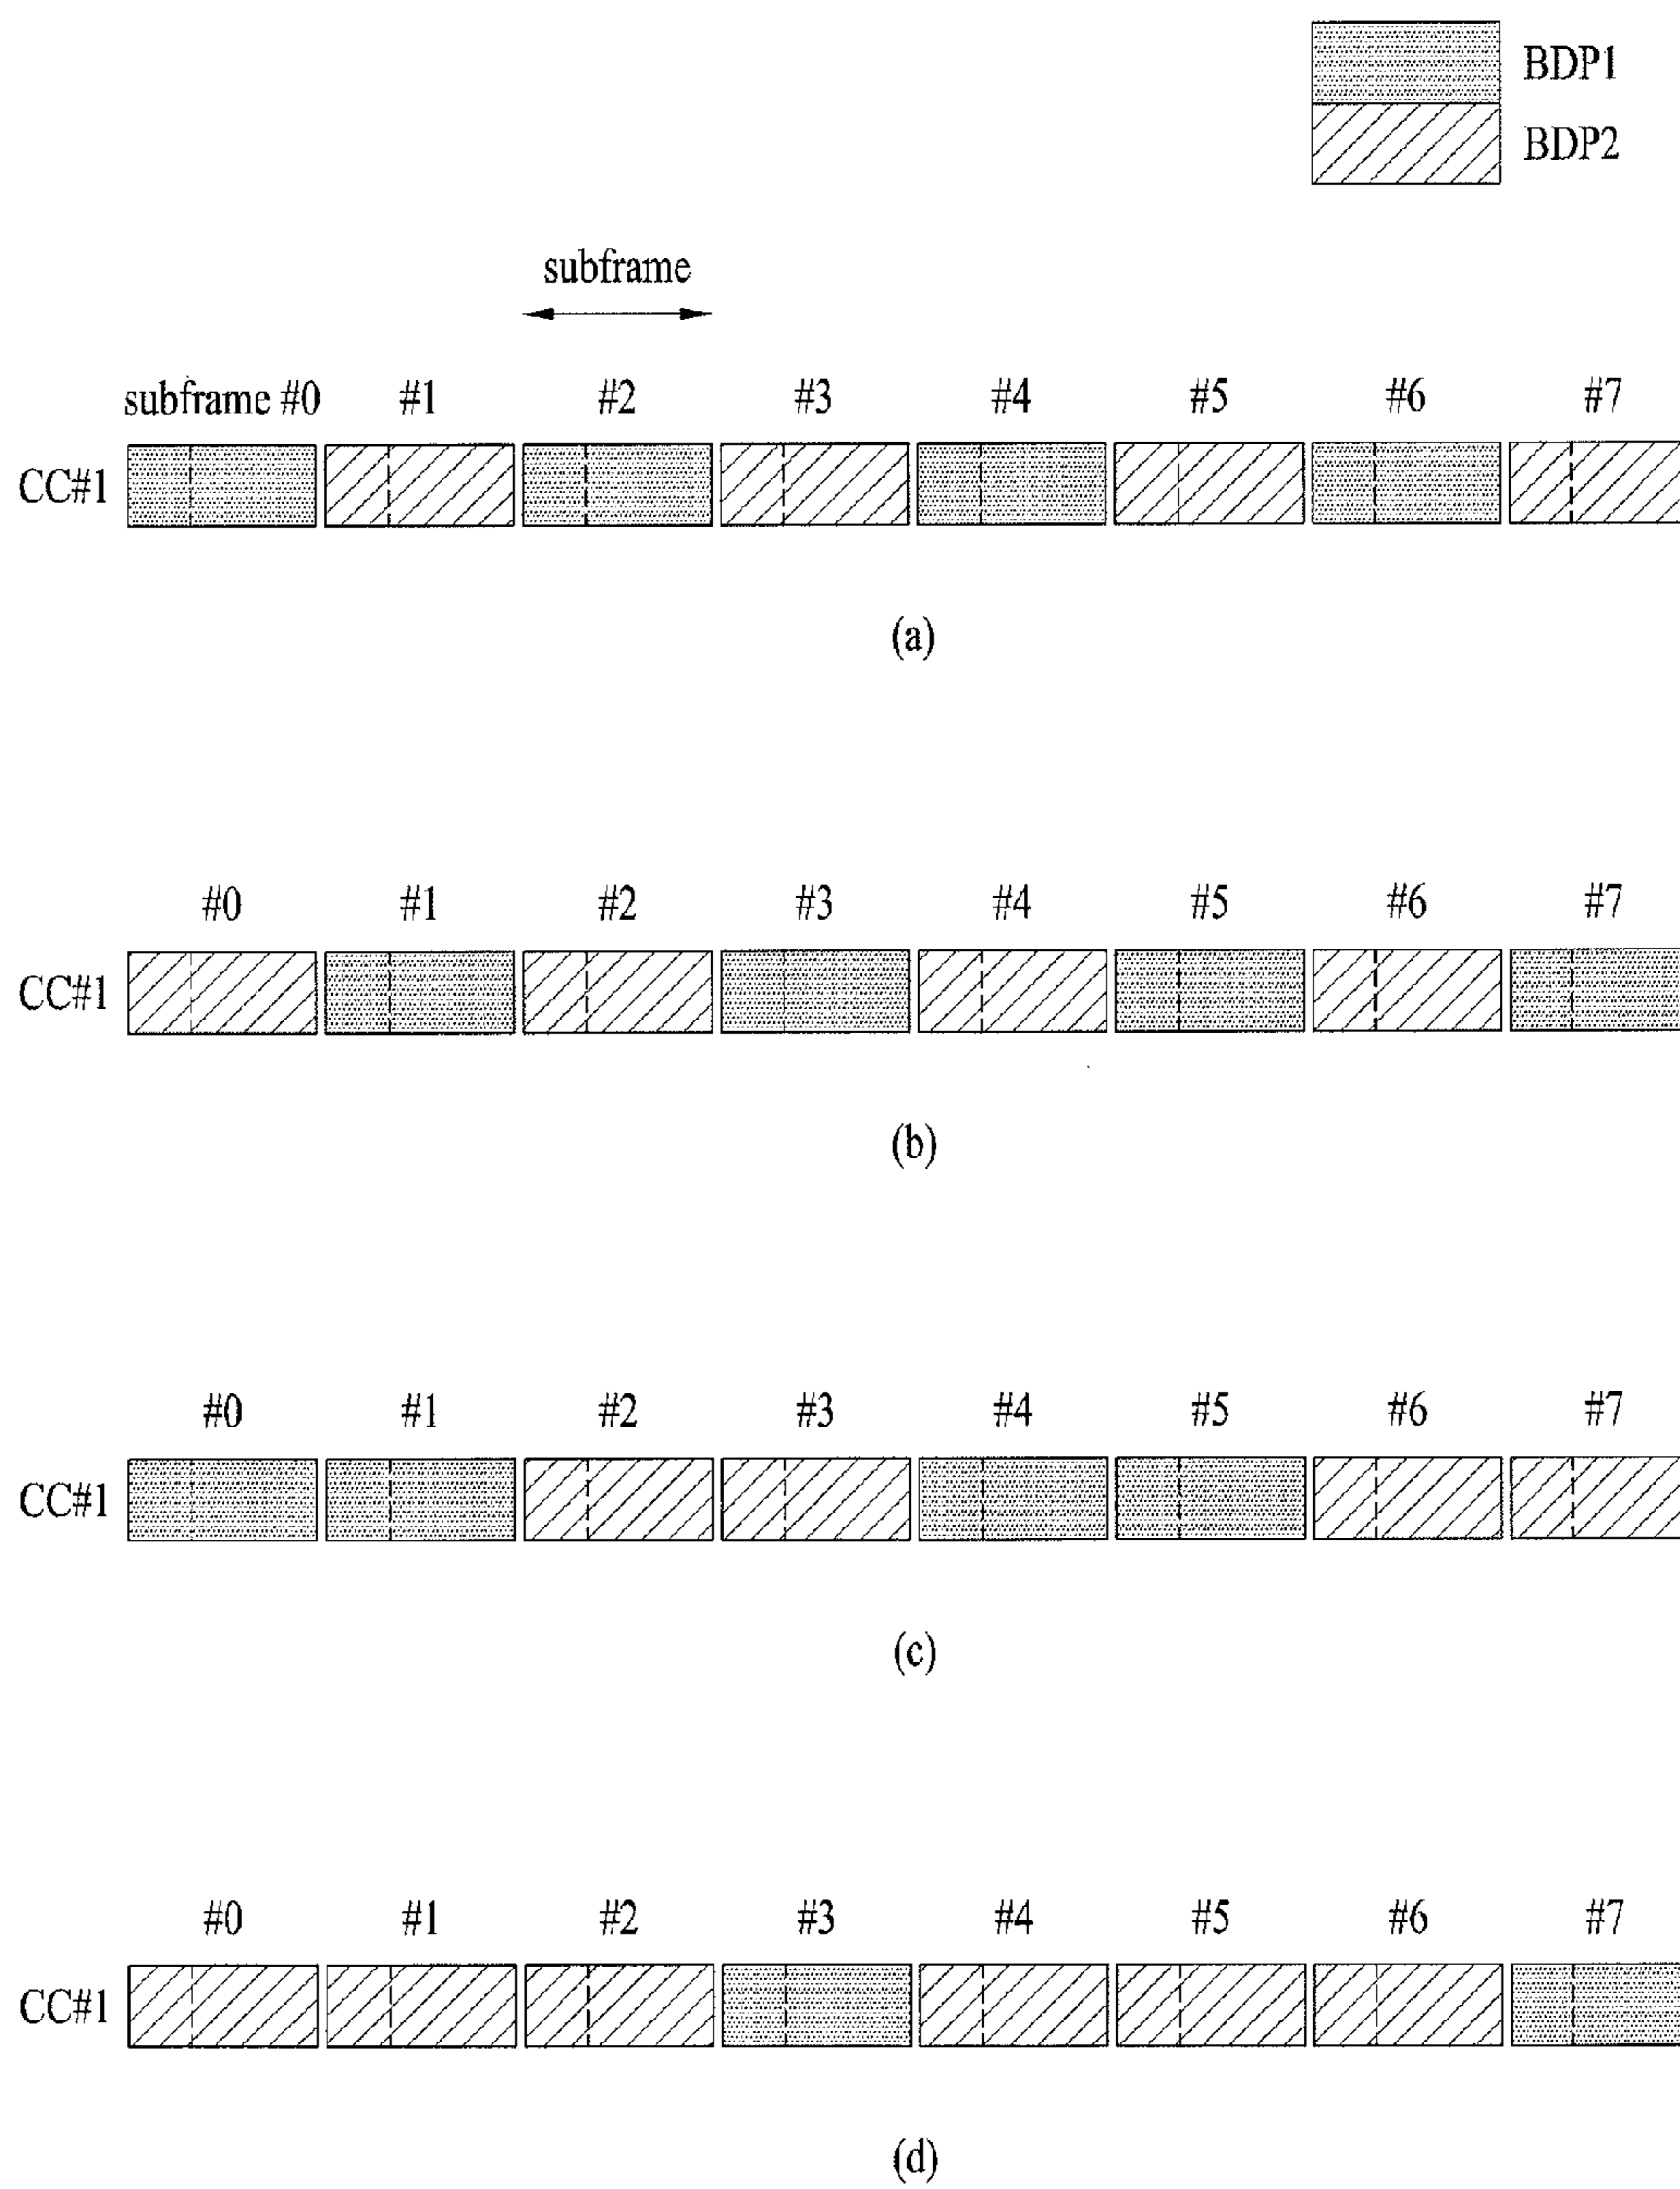 BDP1
BDP2
subframe
subframe #0 #1 #2 #3 #4 #5 #6 #7
CC#1
(a)
#0 #1 #2 #3 #4 #5 #6 #7
CC#1
(b)
#0 #1 #2 #3 #4 #5 #6 #7
CC#1
(c)
#0 #1 #2 #3 #4 #5 #6 #7
CC#1
(d)